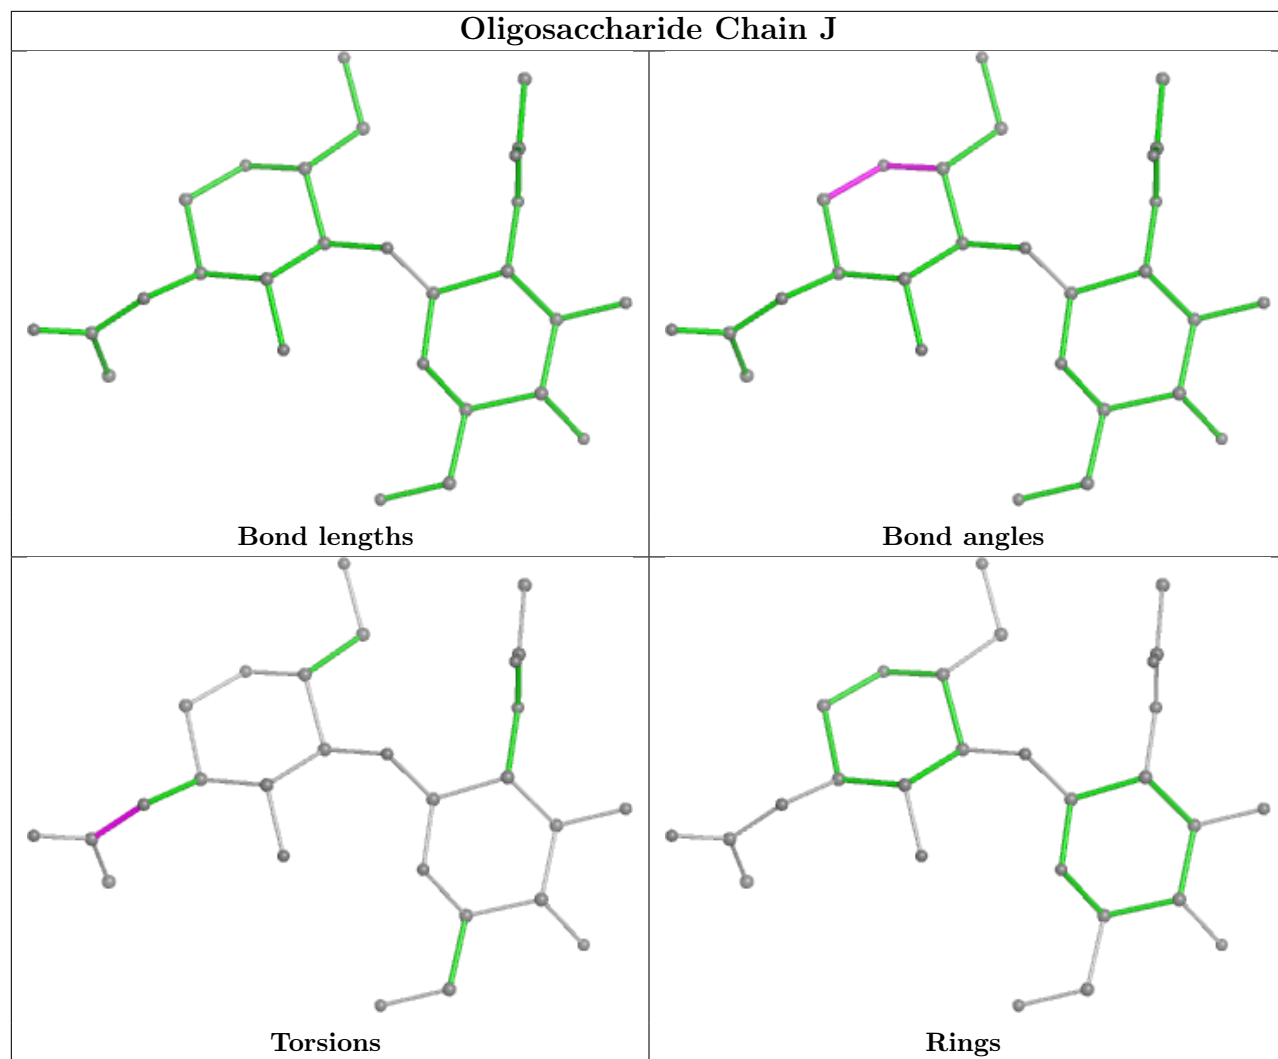 Oligosaccharide Chain J
Bond lengths
Bond angles
Torsions
Rings